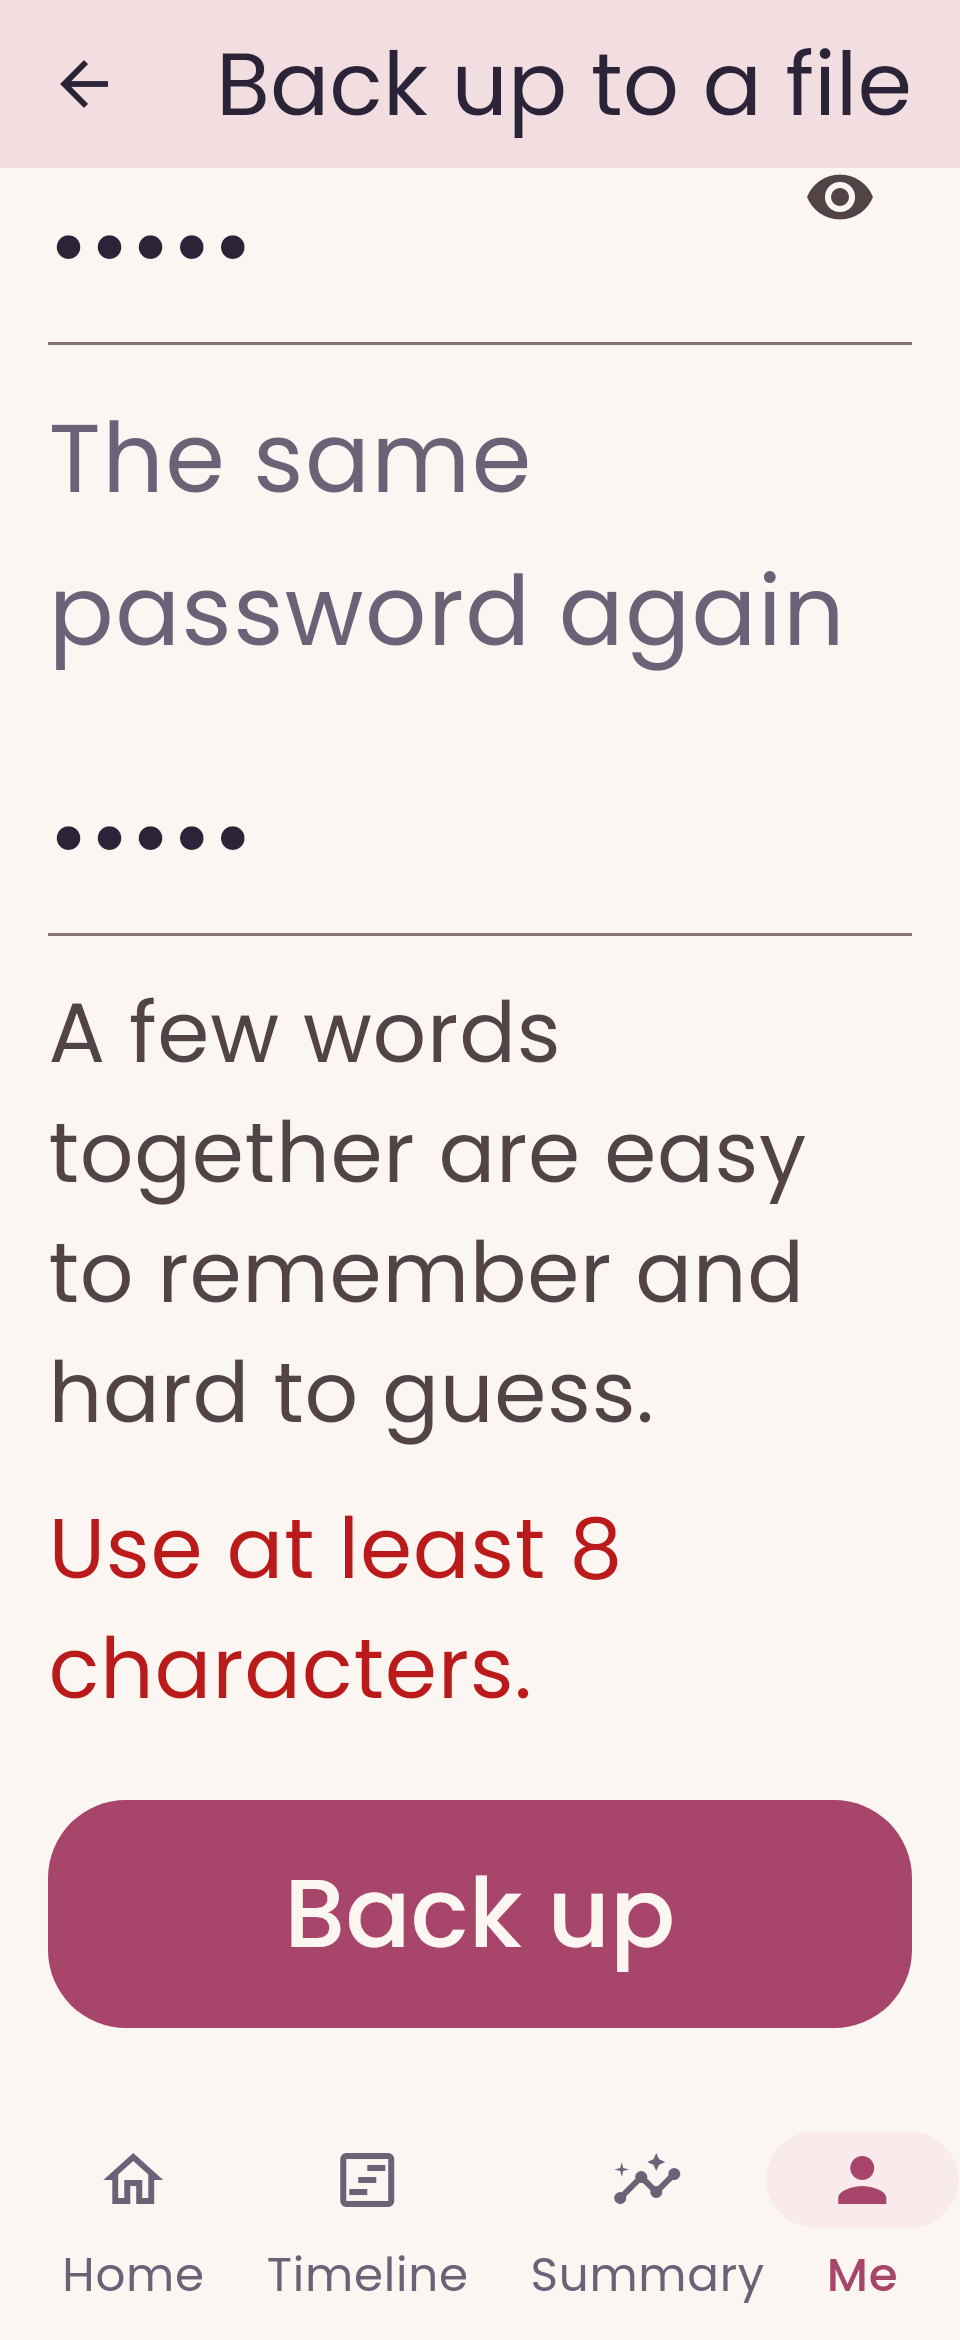 Back up to a file
•••••
The same
password again
•••••
A few words
together are easy
to remember and
hard to guess.
Use at least 8
characters.
Back up
Home Timeline Summary Me